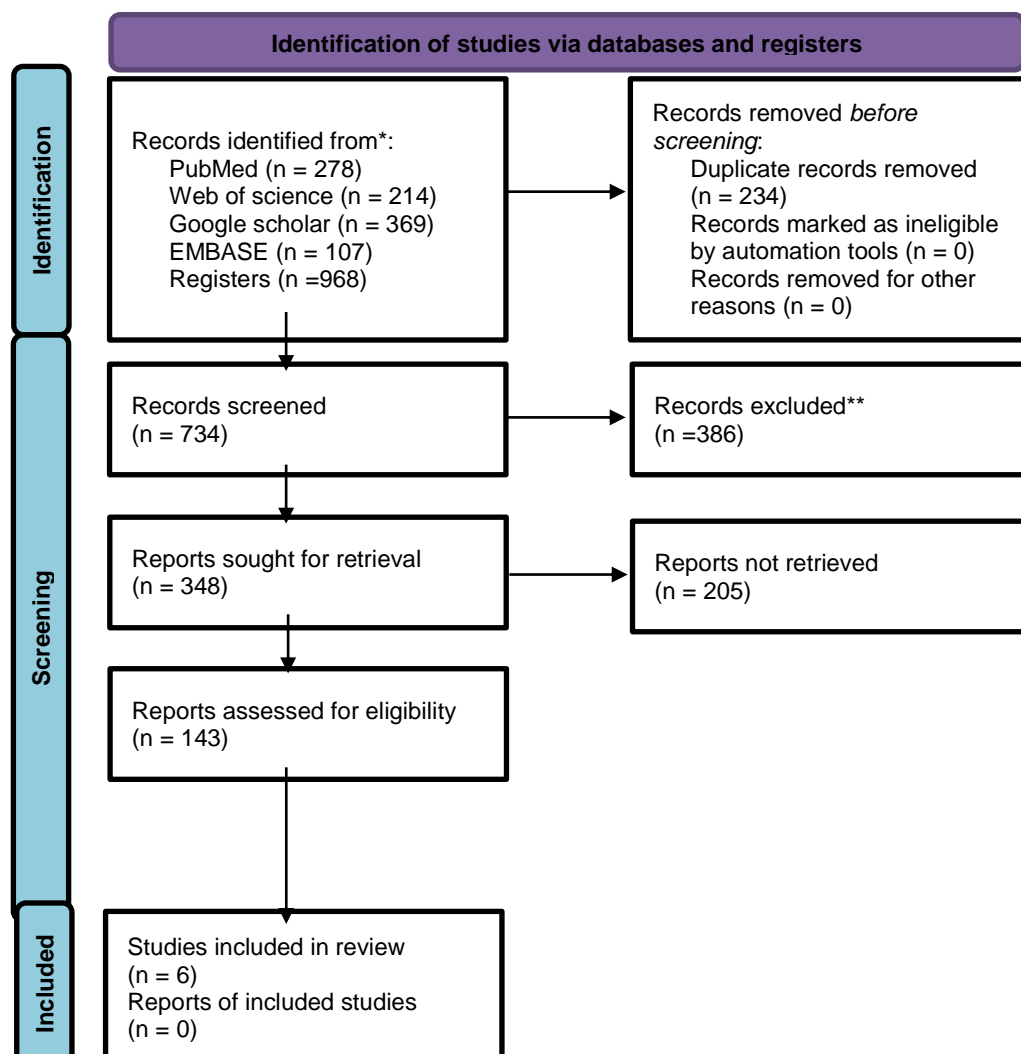 Identification of studies via databases and registers
Identification
Records identified from*:
PubMed (n = 278)
Web of science (n = 214)
Google scholar (n = 369)
EMBASE (n = 107)
Registers (n =968)
Records removed before
screening:
Duplicate records removed
(n = 234)
Records marked as ineligible
by automation tools (n = 0)
Records removed for other
reasons (n = 0)
Screening
Records screened
(n = 734)
Records excluded**
(n =386)
Reports sought for retrieval
(n = 348)
Reports not retrieved
(n = 205)
Reports assessed for eligibility
(n = 143)
Included
Studies included in review
(n = 6)
Reports of included studies
(n = 0)